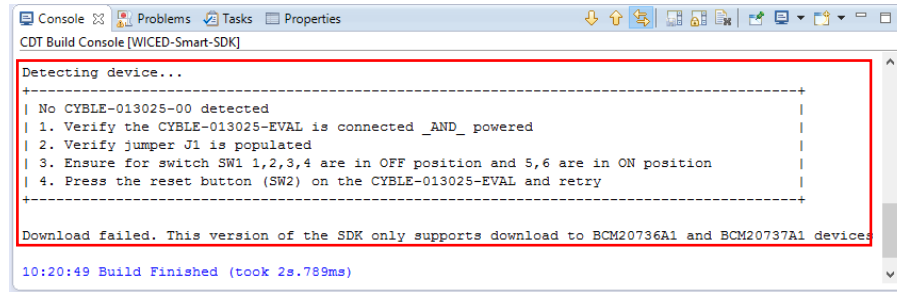 Console Problems Tasks Properties
CDT Build Console [WICED-Smart-SDK]
Detecting device...
+------------------------------------------------------------------------------------------+
| No CYBLE-013025-00 detected |
| 1. Verify the CYBLE-013025-EVAL is connected _AND_ powered |
| 2. Verify jumper J1 is populated |
| 3. Ensure for switch SW1 1,2,3,4 are in OFF position and 5,6 are in ON position |
| 4. Press the reset button (SW2) on the CYBLE-013025-EVAL and retry |
+------------------------------------------------------------------------------------------+
Download failed. This version of the SDK only supports download to BCM20736A1 and BCM20737A1 devices
10:20:49 Build Finished (took 2s.789ms)